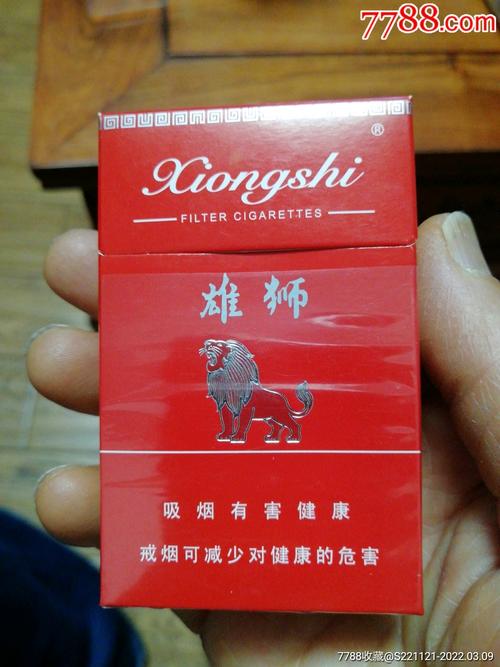 7788.com
Xiongshi®
FILTER CIGARETTES
雄狮
吸烟有害健康
戒烟可减少对健康的危害
7788收藏@S221121-2022.03.09